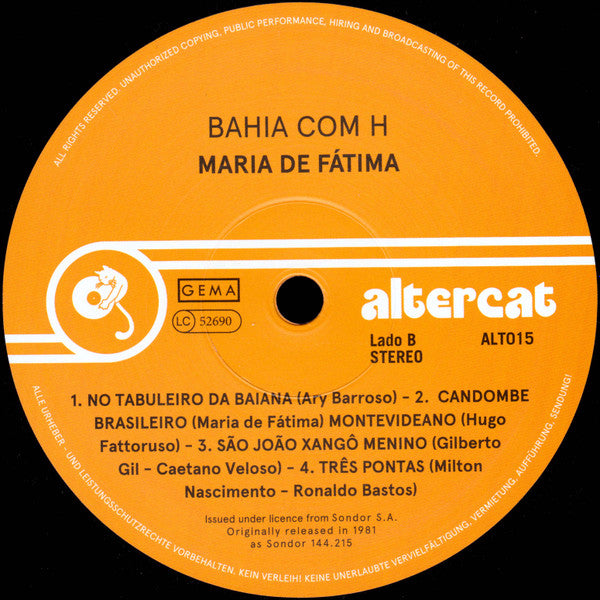 ALL RIGHTS RESERVED. UNAUTHORIZED COPYING, PUBLIC PERFORMANCE, HIRING AND BROADCASTING OF THIS RECORD PROHIBITED.
BAHIA COM H
MARIA DE FÁTIMA
GEMA
LC 52690
altercat
Lado B
STEREO
ALT015
1. NO TABULEIRO DA BAIANA (Ary Barroso) – 2. CANDOMBE
BRASILEIRO (Maria de Fátima) MONTEVIDEANO (Hugo
Fattoruso) – 3. SÃO JOÃO XANGÔ MENINO (Gilberto
Gil – Caetano Veloso) – 4. TRÊS PONTAS (Milton
Nascimento – Ronaldo Bastos)
Issued under licence from Sondor S.A.
Originally released in 1981
as Sondor 144.215
ALLE URHEBER - UND LEISTUNGSSCHUTZRECHTE VORBEHALTEN. KEIN VERLEIH! KEINE UNERLAUBTE VERVIELFÄLTIGUNG, VERMIETUNG, AUFFÜHRUNG, SENDUNG!